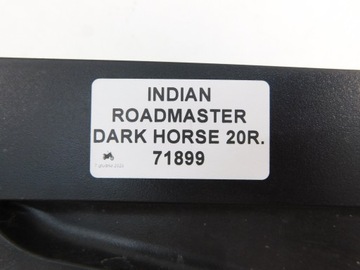 INDIAN
ROADMASTER
DARK HORSE 20R.
71899